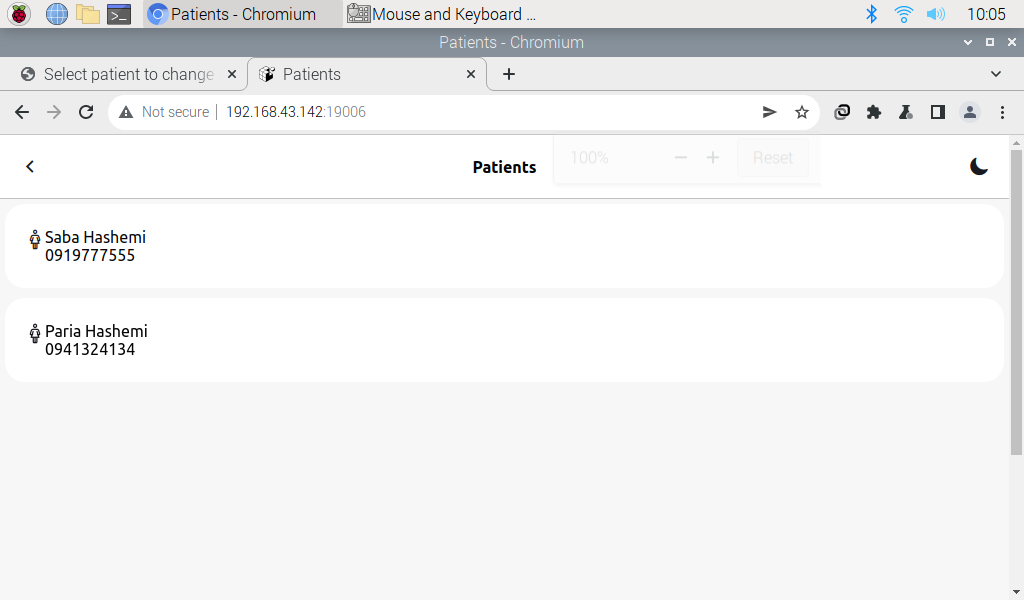 Patients - Chromium
Mouse and Keyboard ...
10:05
Patients - Chromium
Select patient to change
Patients
Not secure
192.168.43.142:19006
Patients
100%
Reset
Saba Hashemi
0919777555
Paria Hashemi
0941324134